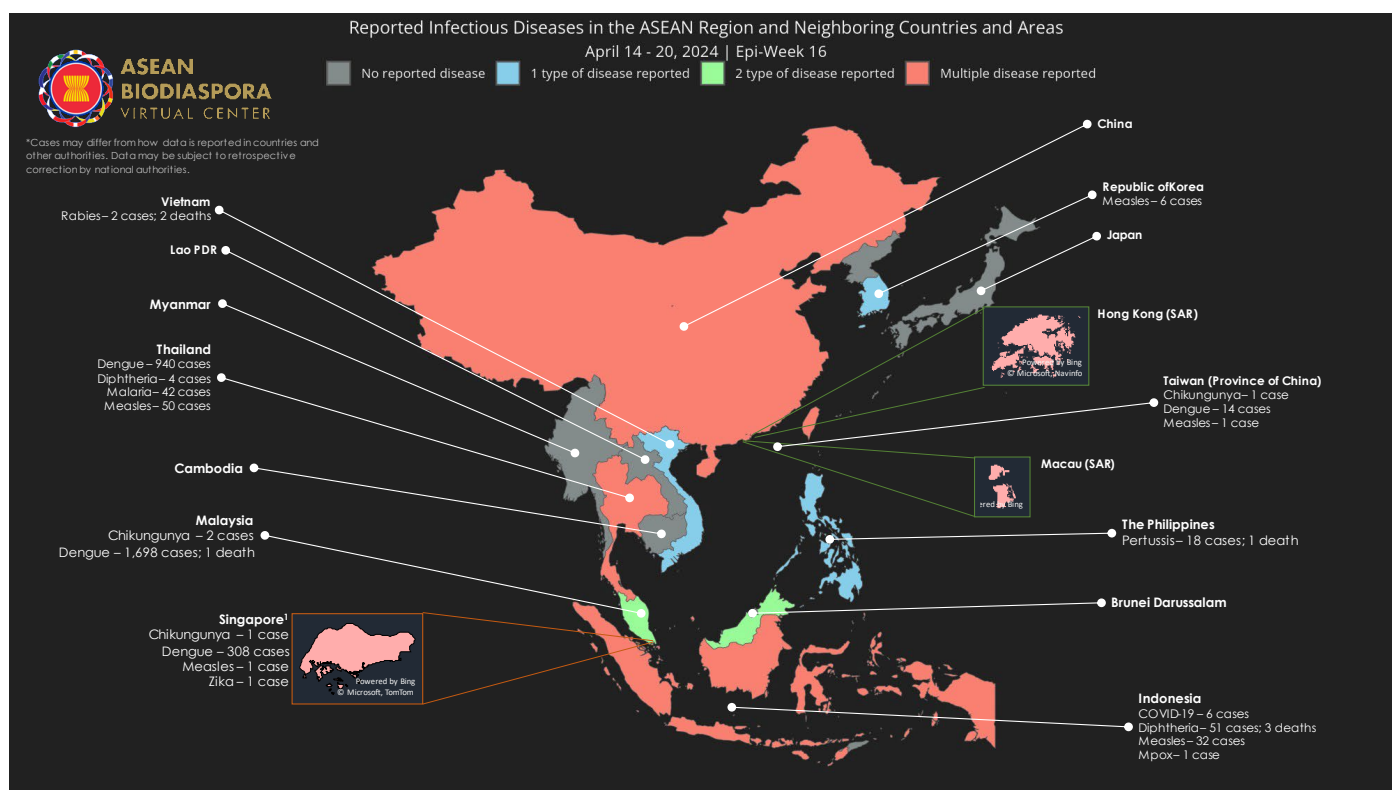 Reported Infectious Diseases in the ASEAN Region and Neighboring Countries and Areas
April 14 - 20, 2024 | Epi-Week 16
No reported disease
1 type of disease reported
2 type of disease reported
Multiple disease reported
ASEAN
BIODIASPORA
VIRTUAL CENTER
*Cases may differ from how data is reported in countries and
other authorities. Data may be subject to retrospective
correction by national authorities.
China
Vietnam
Rabies – 2 cases; 2 deaths
Republic ofKorea
Measles – 6 cases
Lao PDR
Japan
Myanmar
Hong Kong (SAR)
Powered by Bing
© Microsoft, Navinfo
Thailand
Dengue – 940 cases
Diphtheria – 4 cases
Malaria – 42 cases
Measles – 50 cases
Taiwan (Province of China)
Chikungunya – 1 case
Dengue – 14 cases
Measles – 1 case
Cambodia
Macau (SAR)
ered by Bing
Malaysia
Chikungunya – 2 cases
Dengue – 1,698 cases; 1 death
The Philippines
Pertussis – 18 cases; 1 death
Brunei Darussalam
Singapore¹
Chikungunya – 1 case
Dengue – 308 cases
Measles – 1 case
Zika – 1 case
Powered by Bing
© Microsoft, TomTom
Indonesia
COVID-19 – 6 cases
Diphtheria – 51 cases; 3 deaths
Measles – 32 cases
Mpox – 1 case